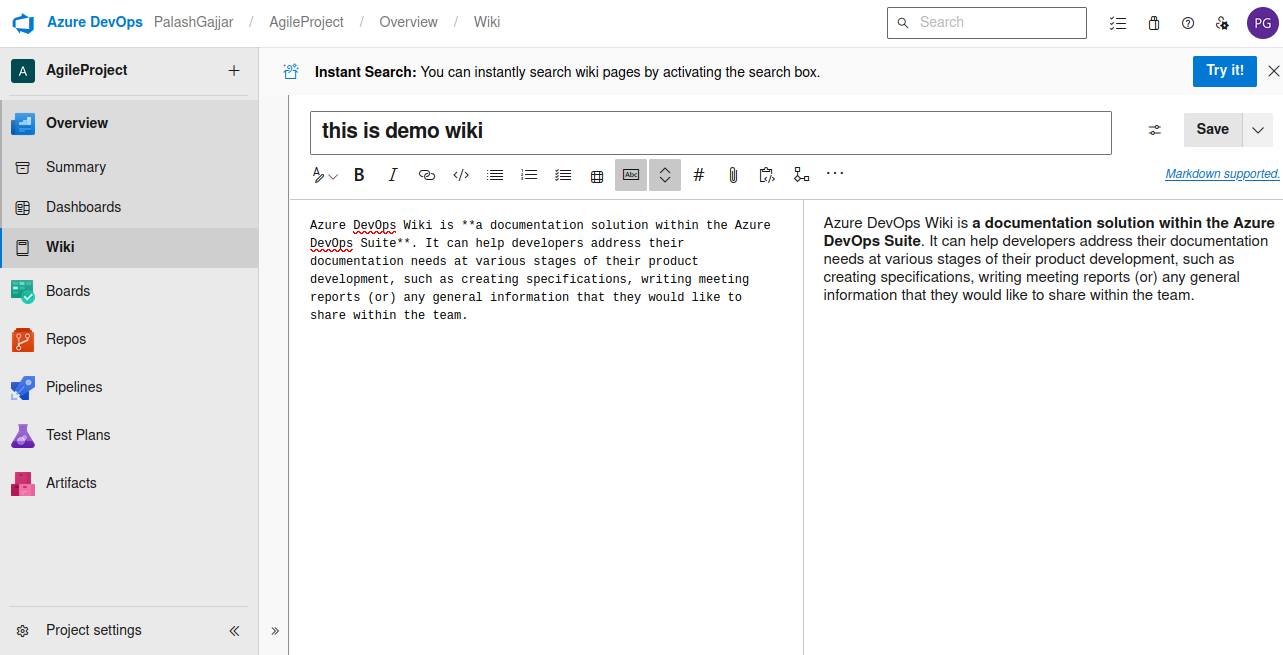 Azure DevOps PalashGajjar / AgileProject / Overview / Wiki
Search
PG
A AgileProject +
Instant Search: You can instantly search wiki pages by activating the search box.
Try it!
Overview
Summary
Dashboards
Wiki
Boards
Repos
Pipelines
Test Plans
Artifacts
Project settings
this is demo wiki
Save
B I </> Abc # ...
Markdown supported.
Azure DevOps Wiki is **a documentation solution within the Azure
DevOps Suite**. It can help developers address their
documentation needs at various stages of their product
development, such as creating specifications, writing meeting
reports (or) any general information that they would like to
share within the team.
Azure DevOps Wiki is a documentation solution within the Azure
DevOps Suite. It can help developers address their documentation
needs at various stages of their product development, such as
creating specifications, writing meeting reports (or) any general
information that they would like to share within the team.